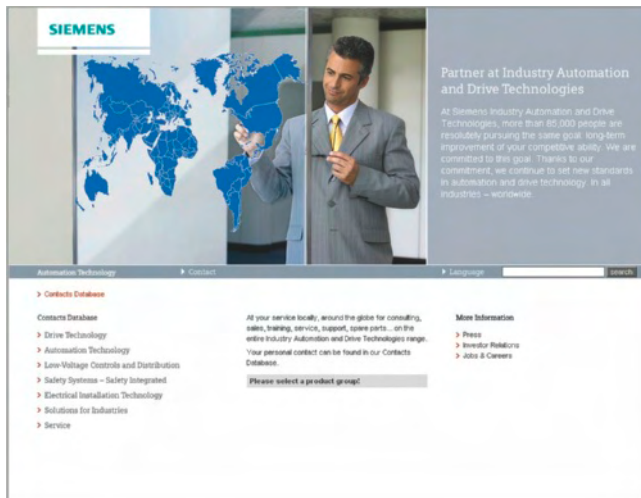 SIEMENS
Partner at Industry Automation
and Drive Technologies
At Siemens Industry Automation and Drive
Technologies, more than 85,000 people are
resolutely pursuing the same goal: long-term
improvement of your competitive ability. We are
committed to this goal. Thanks to our
commitment, we continue to set new standards
in automation and drive technology. In all
industries – worldwide.
Automation Technology
Contact
Language
search
Contacts Database
Contacts Database
Drive Technology
Automation Technology
Low-Voltage Controls and Distribution
Safety Systems – Safety Integrated
Electrical Installation Technology
Solutions for Industries
Service
At your service locally, around the globe for consulting,
sales, training, service, support, spare parts... on the
entire Industry Automation and Drive Technologies range.
Your personal contact can be found in our Contacts
Database.
Please select a product group!
More Information
Press
Investor Relations
Jobs & Careers